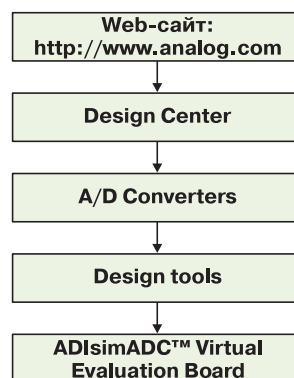 Web-сайт:
http://www.analog.com
Design Center
A/D Converters
Design tools
ADIsimADC™ Virtual
Evaluation Board